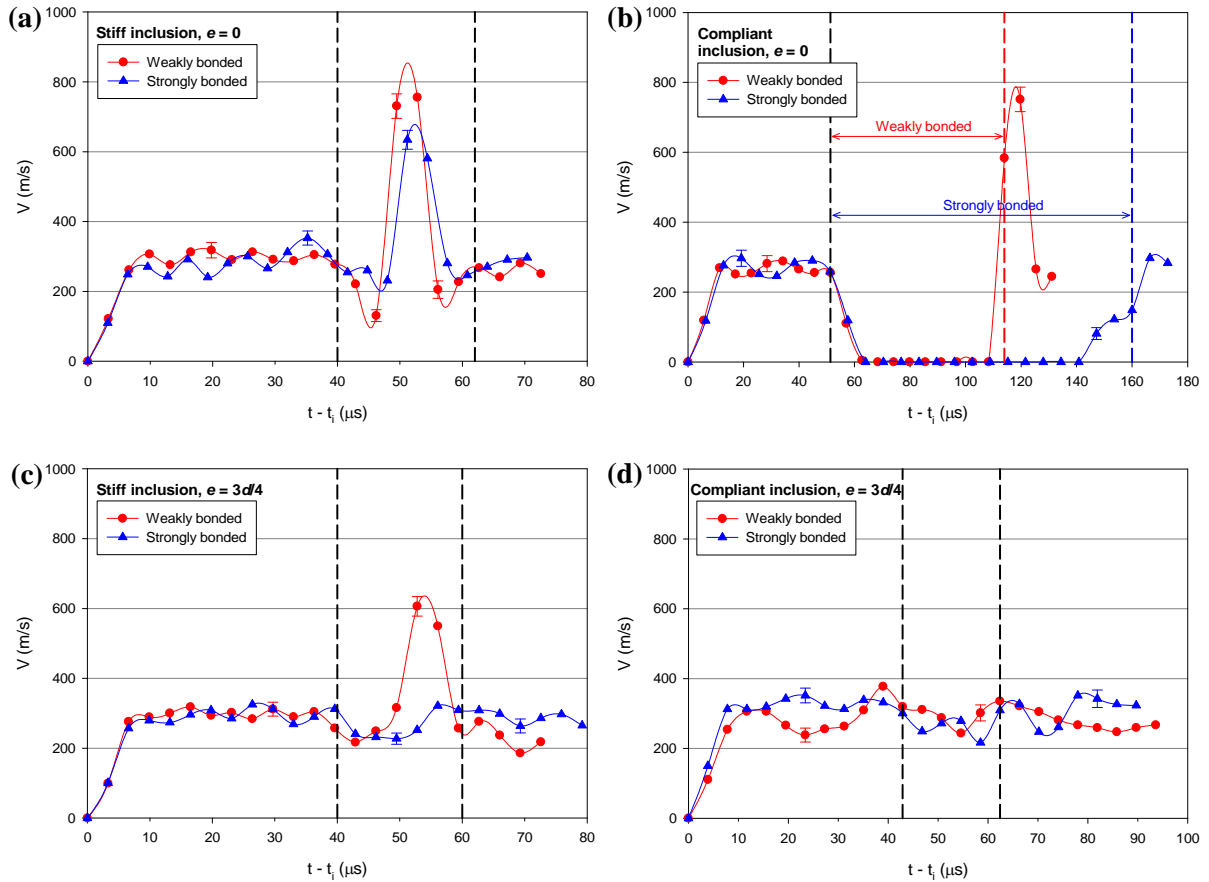 (a)
Stiff inclusion, e = 0
Weakly bonded
Strongly bonded
1000
800
600
400
200
0
V (m/s)
0 10 20 30 40 50 60 70 80
t - ti (μs)
(b)
Compliant
inclusion, e = 0
Weakly bonded
Strongly bonded
Weakly bonded
Strongly bonded
1000
800
600
400
200
0
V (m/s)
0 20 40 60 80 100 120 140 160 180
t - ti (μs)
(c)
Stiff inclusion, e = 3d/4
Weakly bonded
Strongly bonded
1000
800
600
400
200
0
V (m/s)
0 10 20 30 40 50 60 70 80
t - ti (μs)
(d)
Compliant inclusion, e = 3d/4
Weakly bonded
Strongly bonded
1000
800
600
400
200
0
V (m/s)
0 10 20 30 40 50 60 70 80 90 100
t - ti (μs)